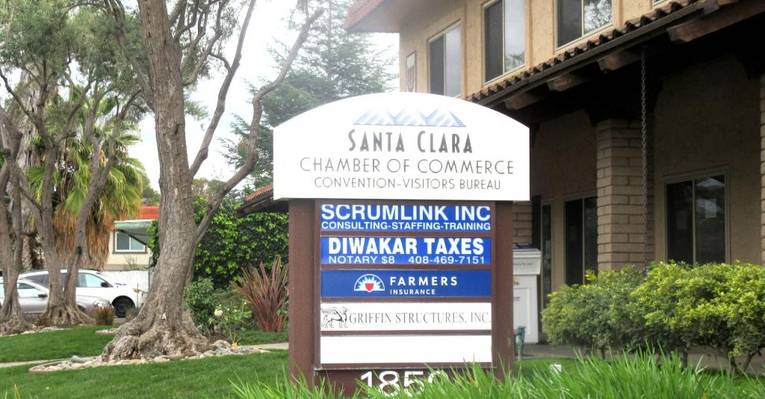 SANTA CLARA
CHAMBER OF COMMERCE
CONVENTION-VISITORS BUREAU
SCRUMLINK INC
CONSULTING-STAFFING-TRAINING
DIWAKAR TAXES
NOTARY $8 408-469-7151
FARMERS
INSURANCE
GRIFFIN STRUCTURES, INC.